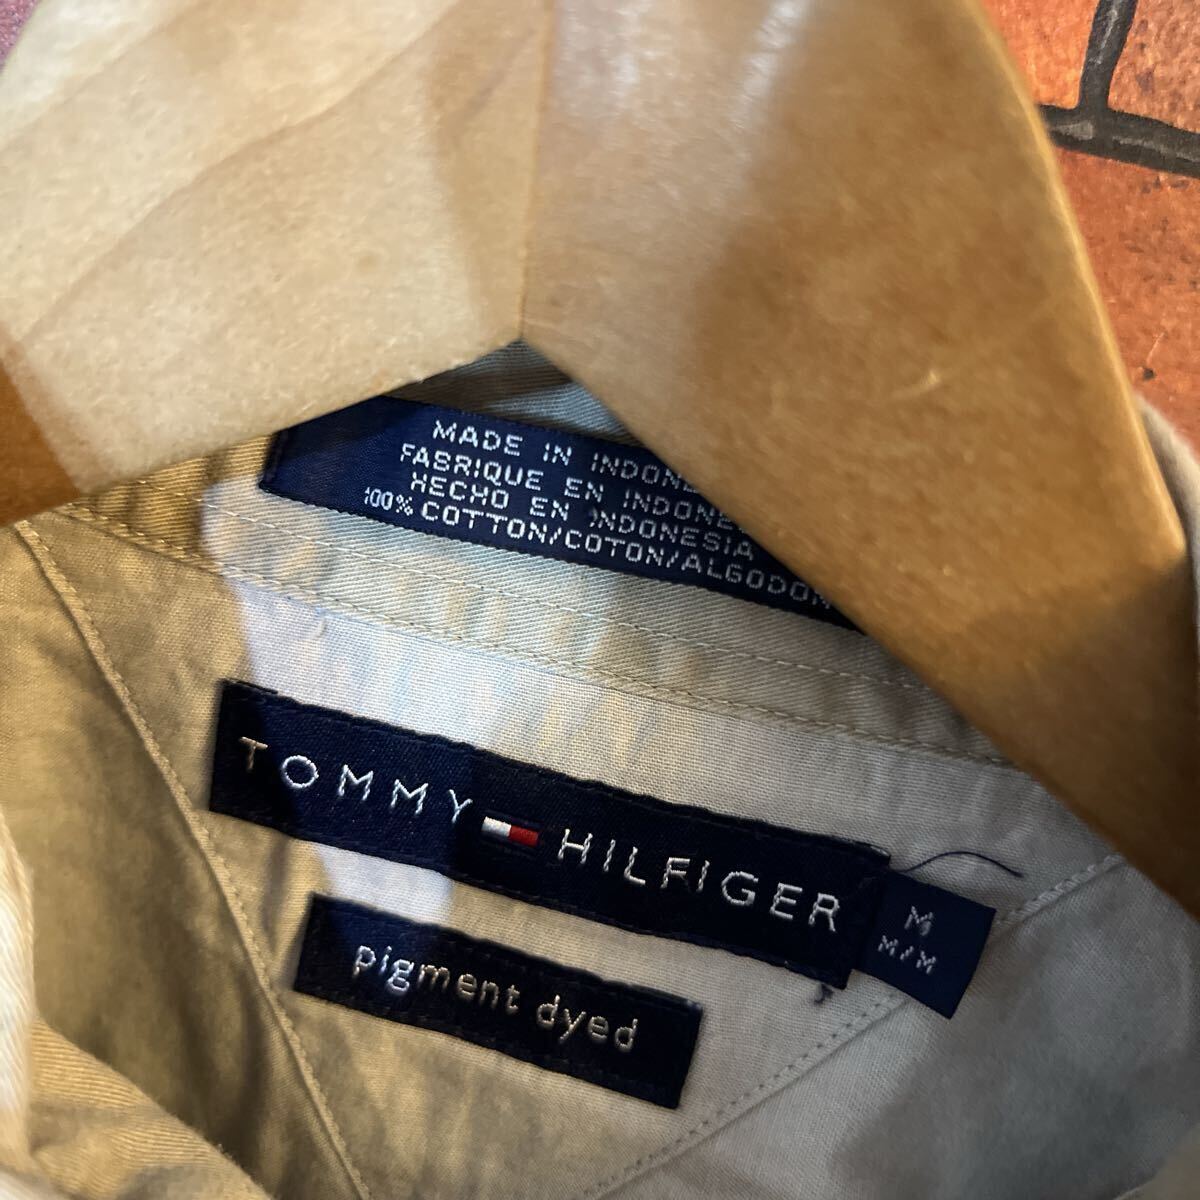 MADE IN INDONE
FABRIQUE EN INDONE
HECHO EN INDONESIA
100% COTTON/COTON/ALGODON
TOMMY HILFIGER
M
M/M
pigment dyed